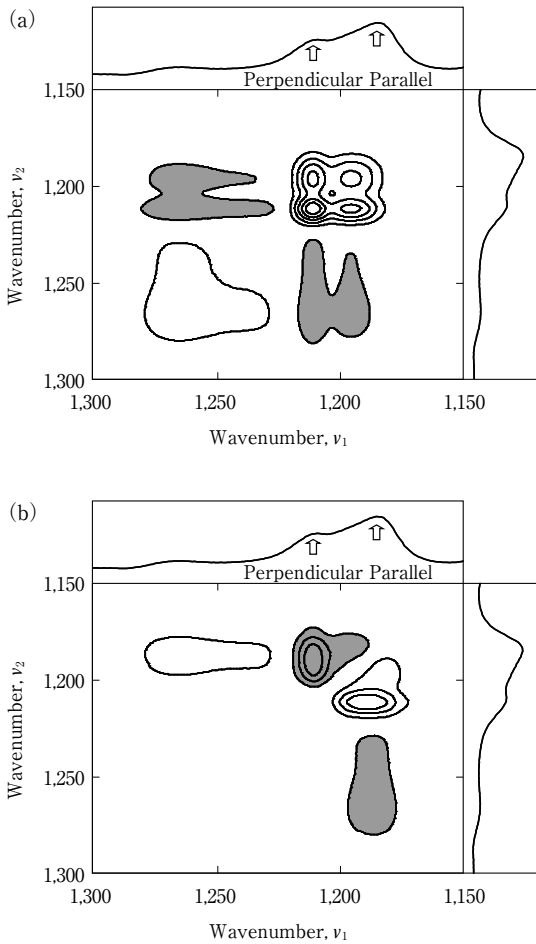 (a)
Perpendicular Parallel
1,150
1,200
1,250
1,300
Wavenumber, ν2
1,300 1,250 1,200 1,150
Wavenumber, ν1
(b)
Perpendicular Parallel
1,150
1,200
1,250
1,300
Wavenumber, ν2
1,300 1,250 1,200 1,150
Wavenumber, ν1